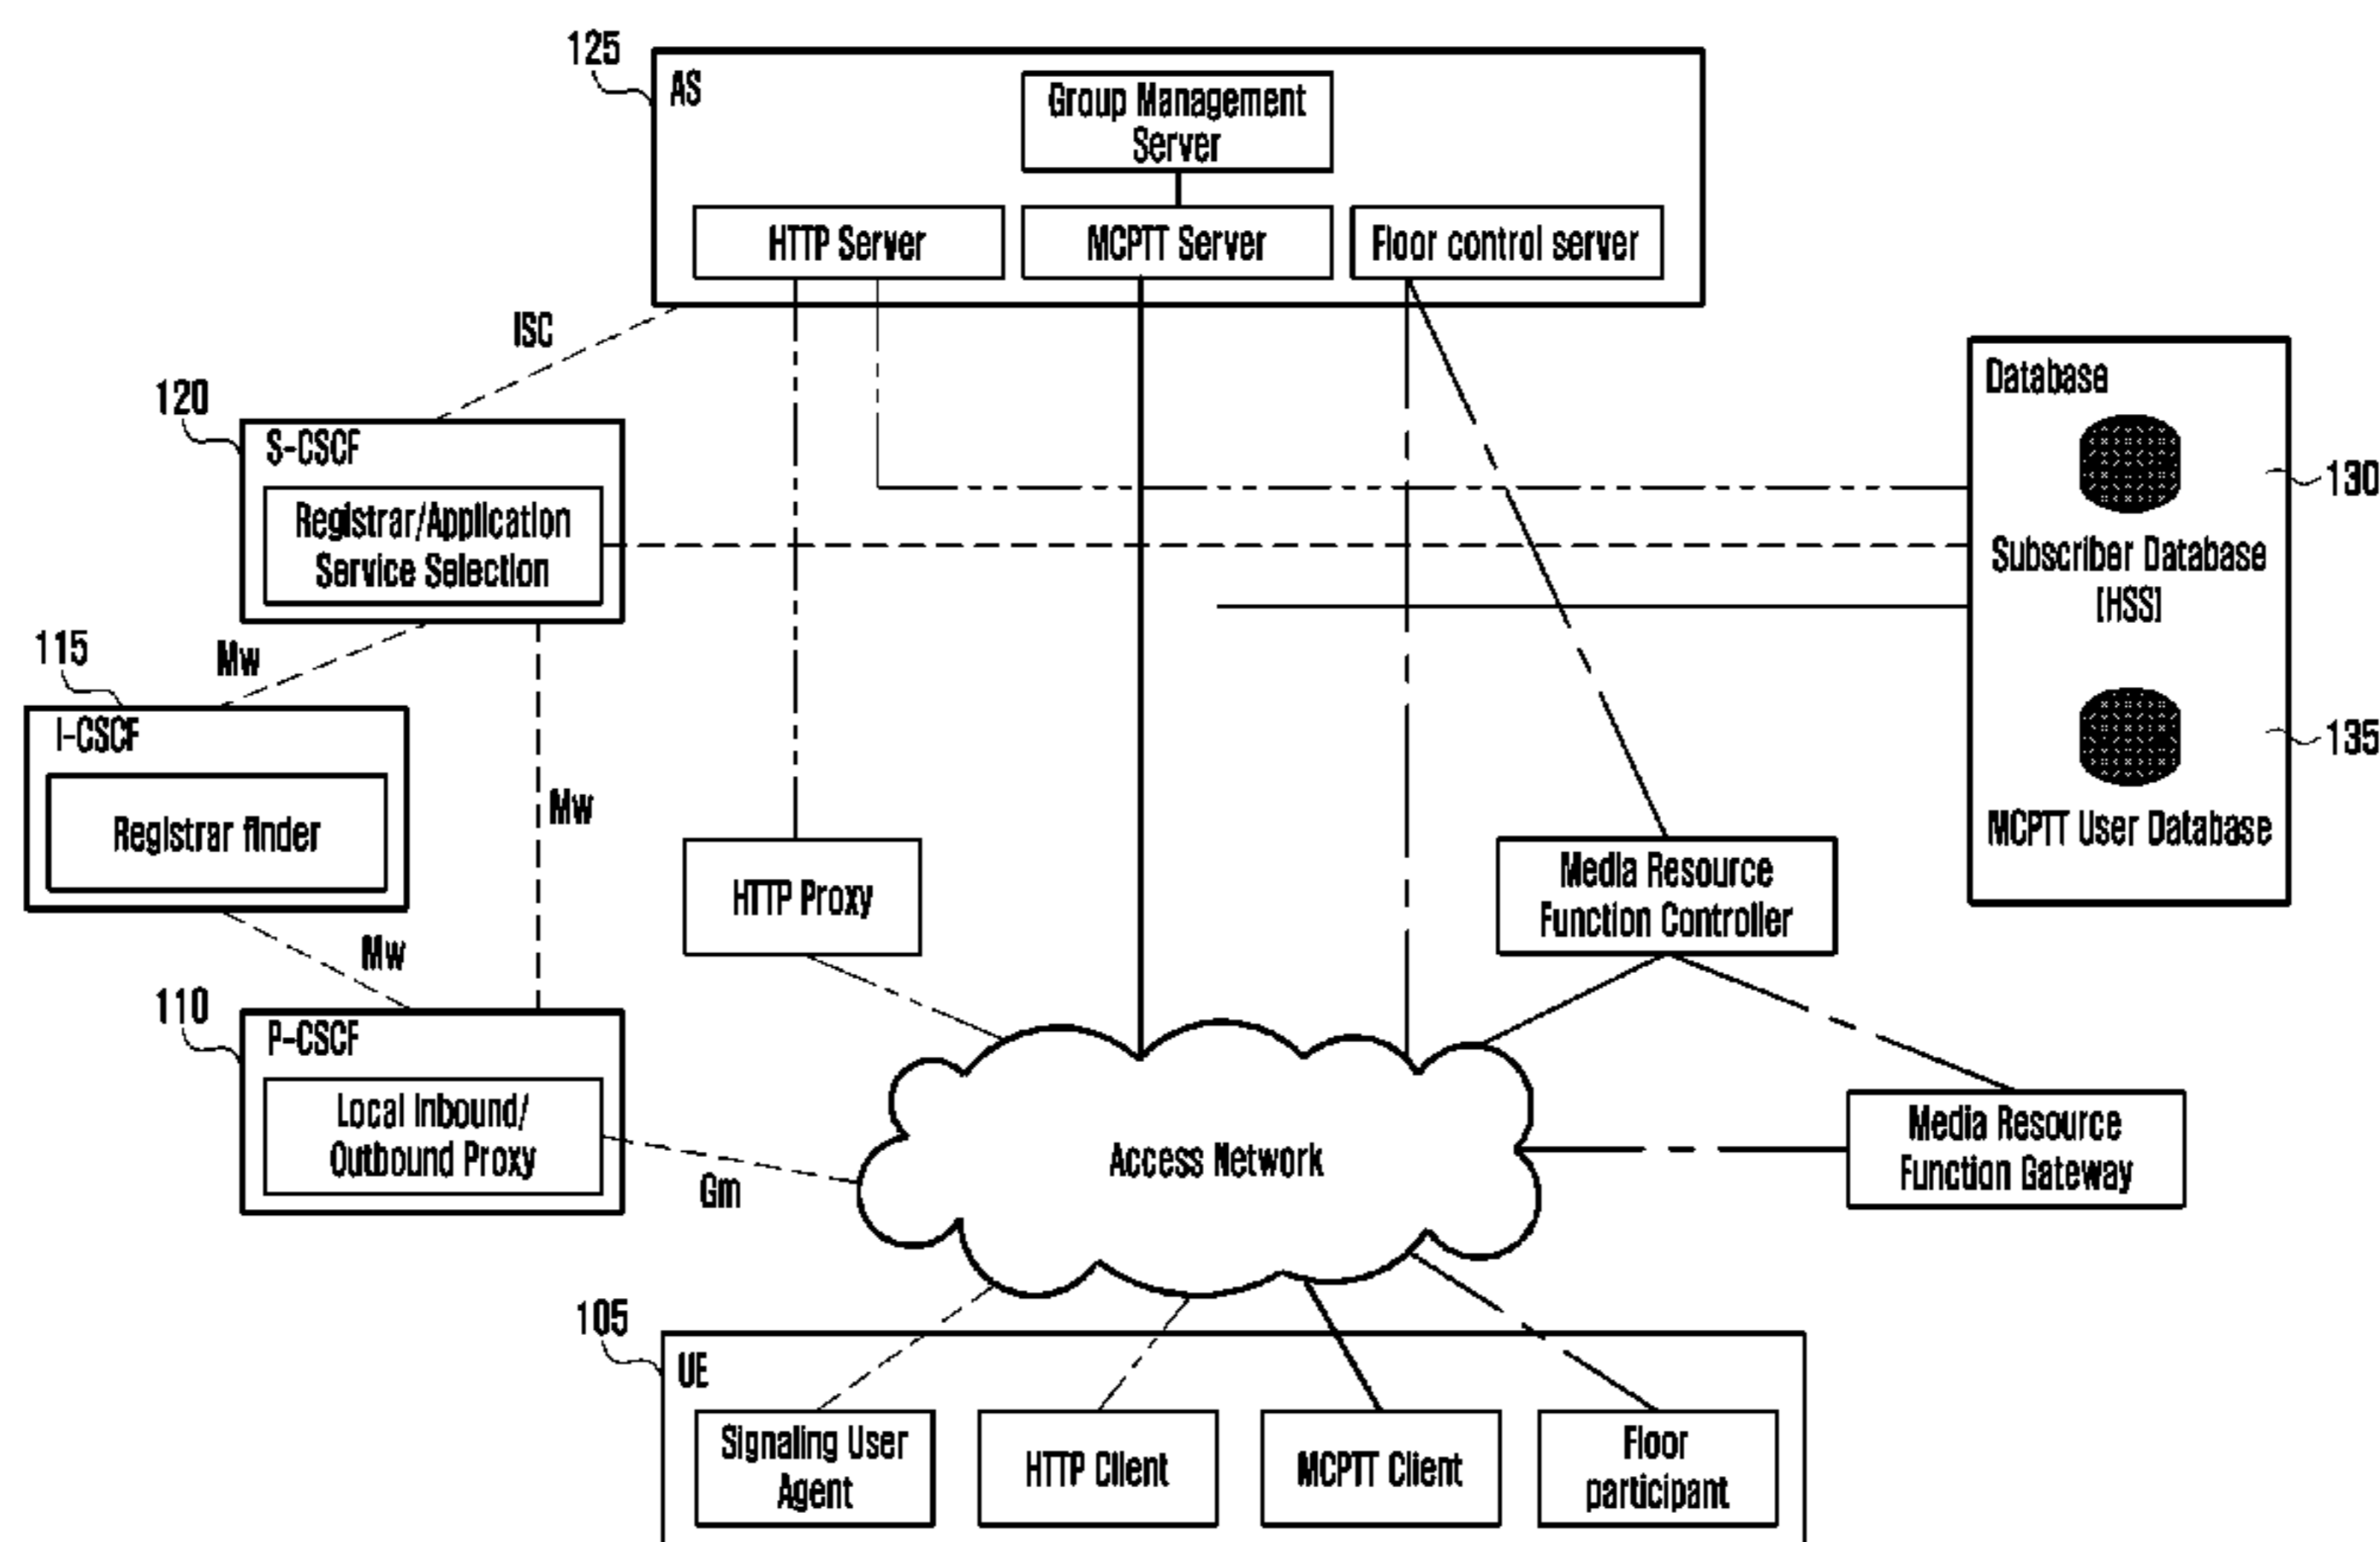 125
AS
Group Management
Server
HTTP Server
MCPTT Server
Floor control server
ISC
120
S-CSCF
Registrar/Application
Service Selection
Database
130
Subscriber Database
[HSS]
135
MCPTT User Database
115
Mw
I-CSCF
Registrar finder
Mw
Mw
HTTP Proxy
Media Resource
Function Controller
110
P-CSCF
Local Inbound/
Outbound Proxy
Gm
Access Network
Media Resource
Function Gateway
105
UE
Signaling User
Agent
HTTP Client
MCPTT Client
Floor
participant